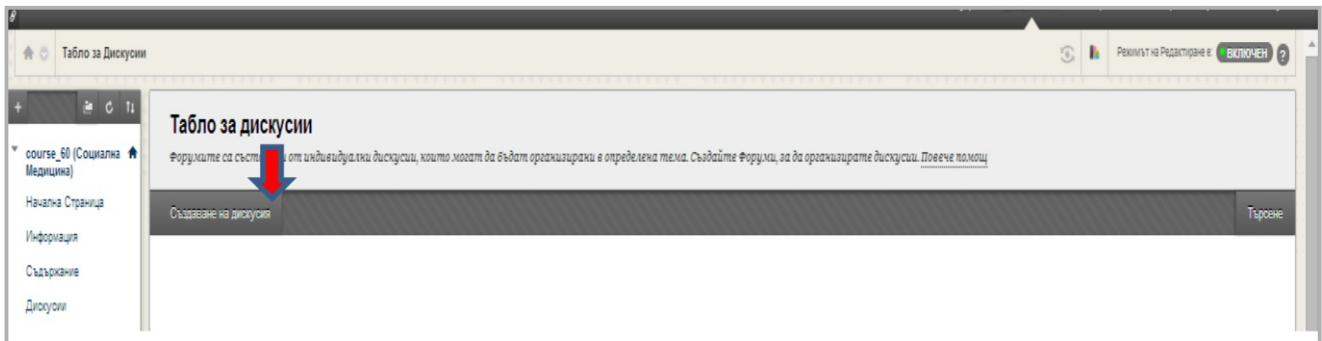 Табло за Дискусии
Режимът на Редактиране е: ВКЛЮЧЕН ?
Табло за дискусии
Форумите са от индивидуални дискусии, които могат да бъдат организирани в определена тема. Създайте Форуми, за да организирате дискусии. Повече помощ
course_60 (Социална
Медицина)
Начална Страница
Информация
Съдържание
Дискусии
Създаване на дискусия
Търсене